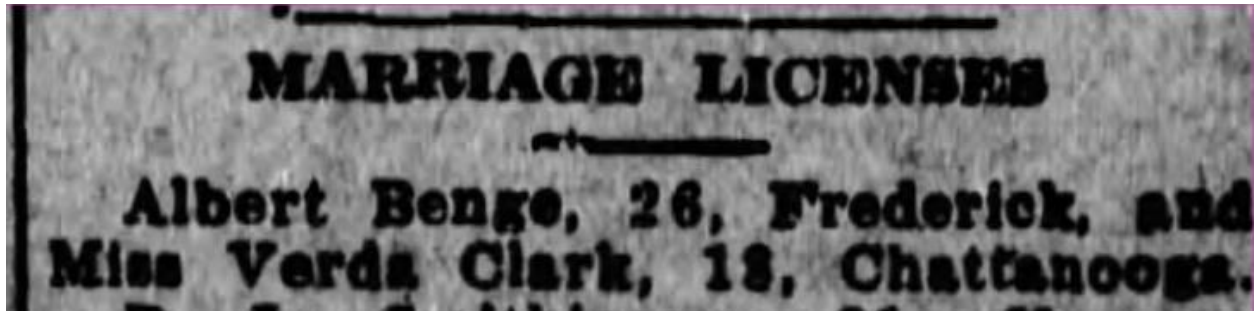 MARRIAGE LICENSES
Albert Benge, 26, Frederick, and
Miss Verda Clark, 18, Chattanooga.